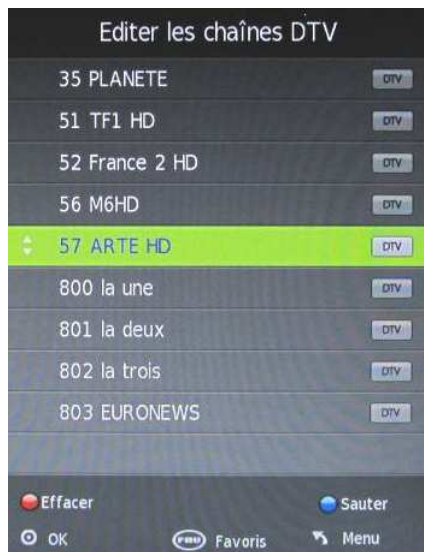 Editer les chaînes DTV
35 PLANETE DTV
51 TF1 HD DTV
52 France 2 HD DTV
56 M6HD DTV
57 ARTE HD DTV
800 la une DTV
801 la deux DTV
802 la trois DTV
803 EURONEWS DTV
Effacer Sauter
OK FAV Favoris Menu